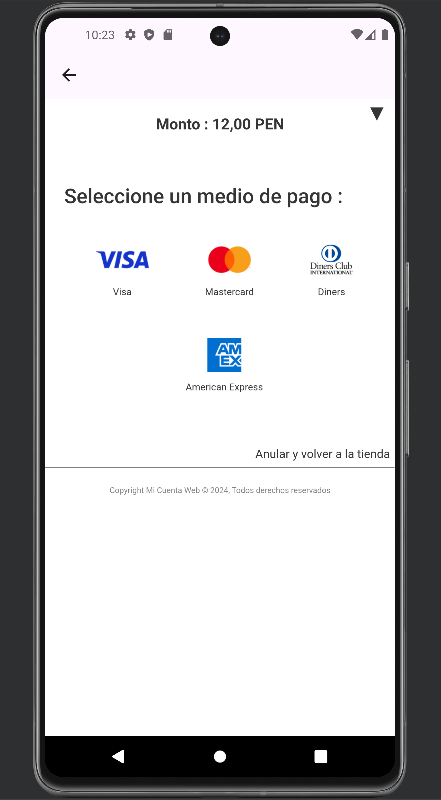 10:23
Monto : 12,00 PEN
Seleccione un medio de pago :
VISA
Diners Club
INTERNATIONAL
Visa
Mastercard
Diners
AM
EX
American Express
Anular y volver a la tienda
Copyright Mi Cuenta Web © 2024, Todos derechos reservados